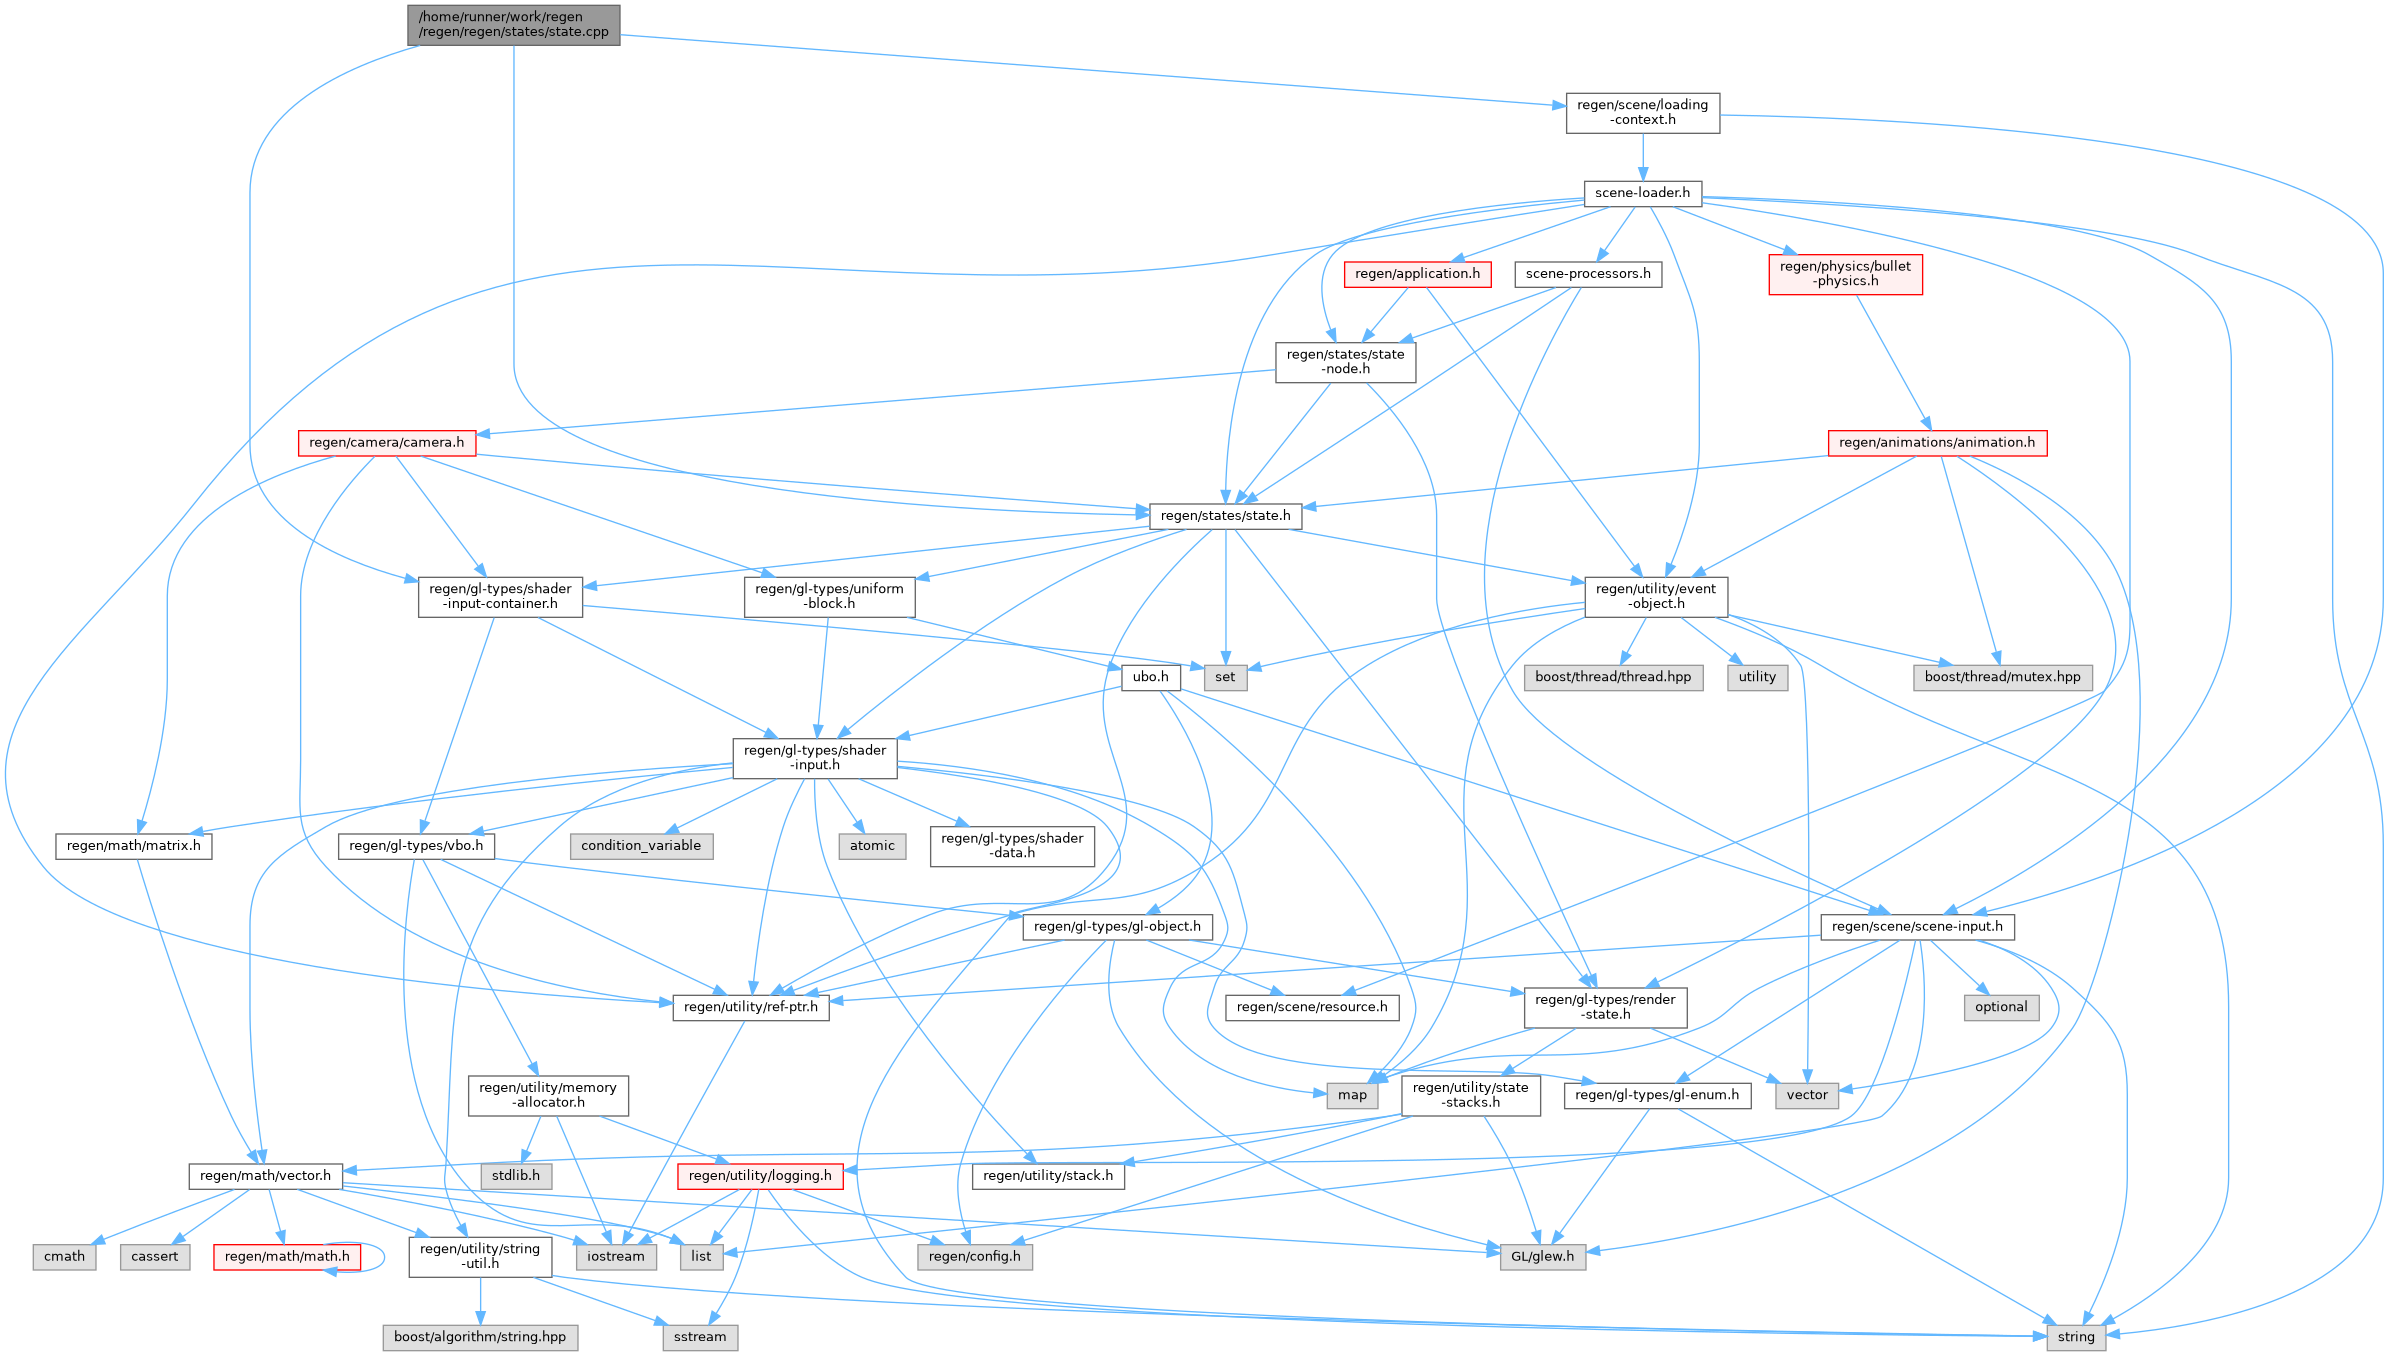 /home/runner/work/regen
/regen/regen/states/state.cpp
regen/scene/loading
-context.h
scene-loader.h
regen/application.h
scene-processors.h
regen/physics/bullet
-physics.h
regen/states/state
-node.h
regen/camera/camera.h
regen/animations/animation.h
regen/states/state.h
regen/gl-types/shader
-input-container.h
regen/gl-types/uniform
-block.h
regen/utility/event
-object.h
ubo.h
set
boost/thread/thread.hpp
utility
boost/thread/mutex.hpp
regen/gl-types/shader
-input.h
regen/math/matrix.h
regen/gl-types/vbo.h
condition_variable
atomic
regen/gl-types/shader
-data.h
regen/gl-types/gl-object.h
regen/scene/scene-input.h
regen/utility/ref-ptr.h
regen/scene/resource.h
regen/gl-types/render
-state.h
optional
regen/utility/memory
-allocator.h
map
regen/utility/state
-stacks.h
regen/gl-types/gl-enum.h
vector
regen/math/vector.h
stdlib.h
regen/utility/logging.h
regen/utility/stack.h
cmath
cassert
regen/math/math.h
regen/utility/string
-util.h
iostream
list
regen/config.h
GL/glew.h
boost/algorithm/string.hpp
sstream
string